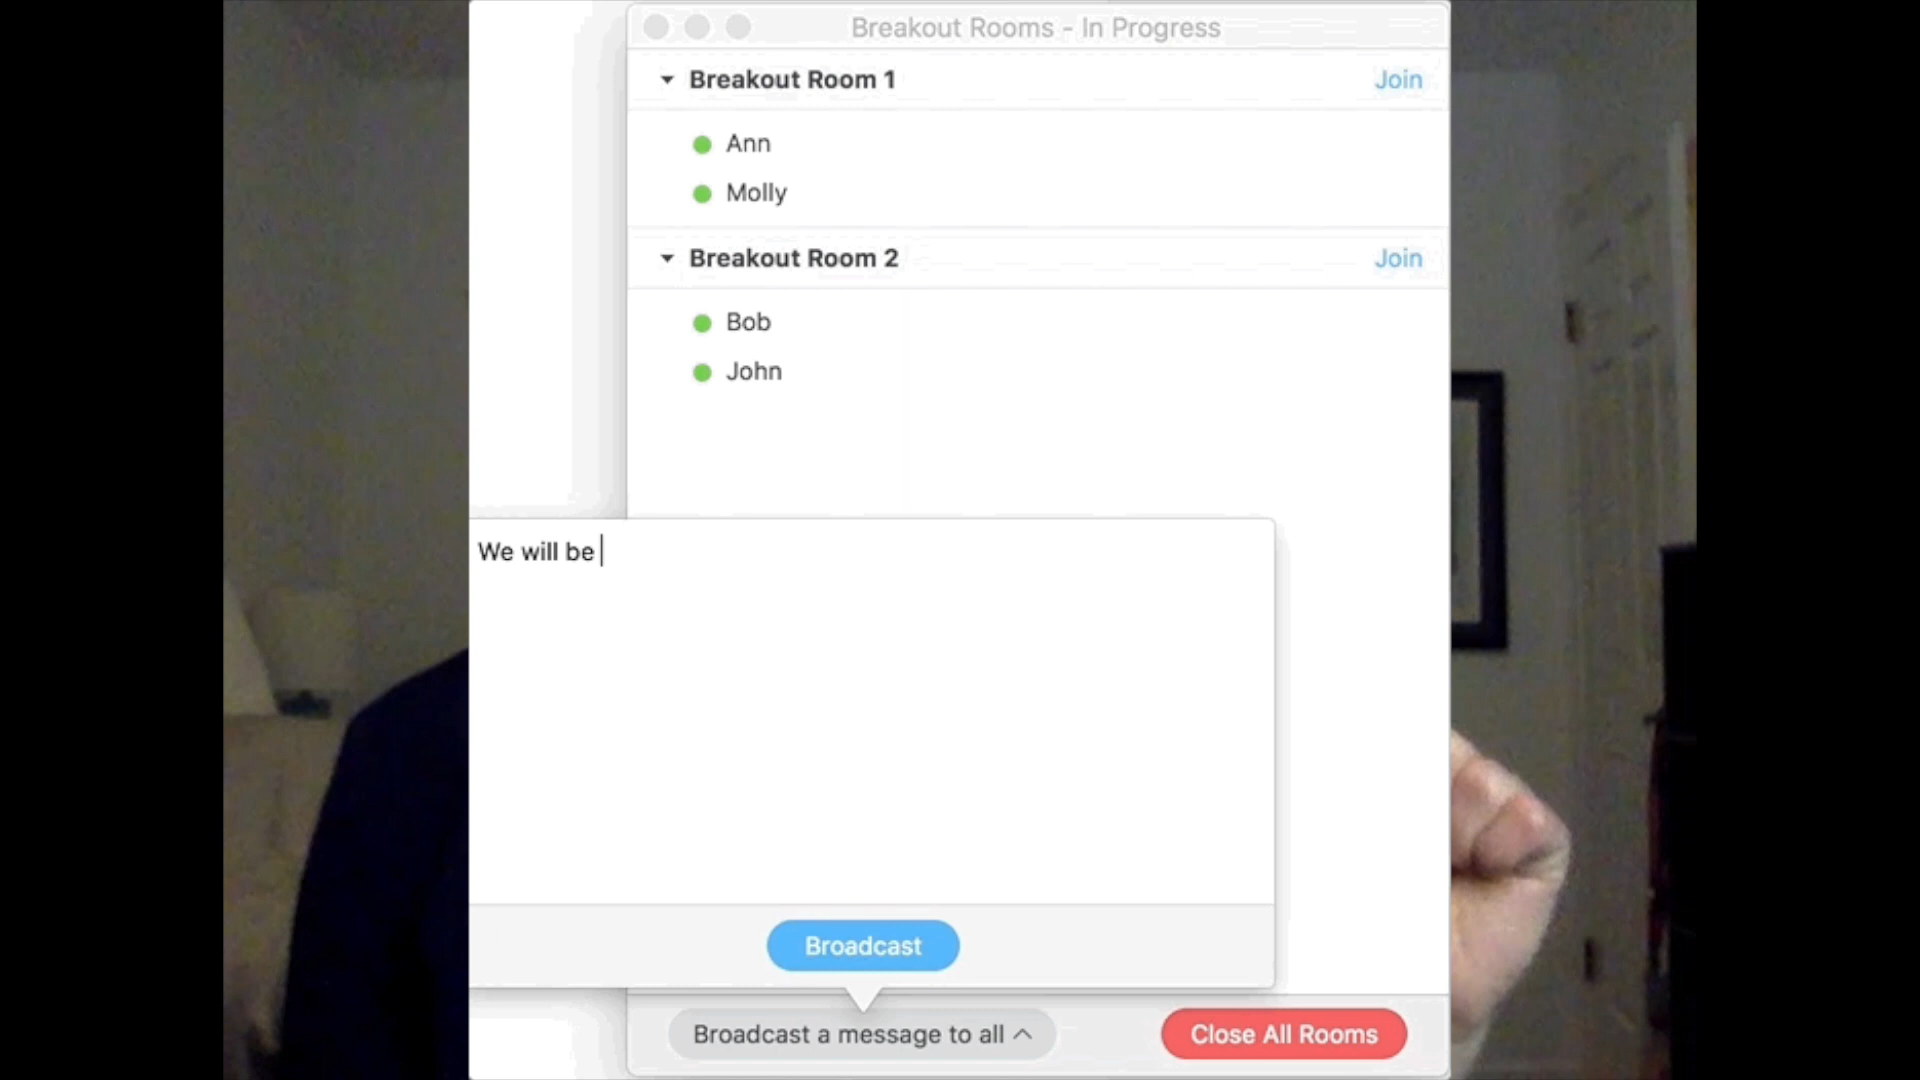 Breakout Rooms - In Progress
Breakout Room 1 Join
Ann
Molly
Breakout Room 2 Join
Bob
John
We will be
Broadcast
Broadcast a message to all
Close All Rooms